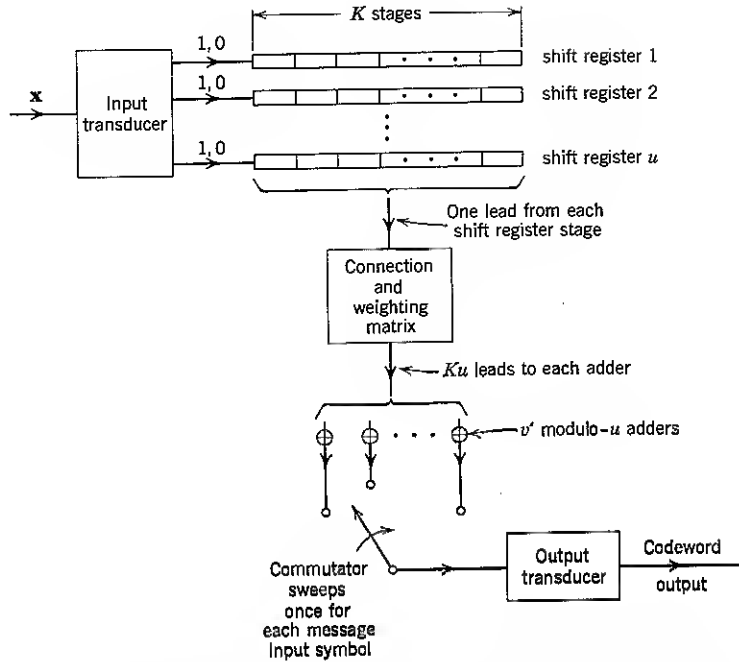 K stages
1, 0
shift register 1
x
Input
transducer
1, 0
shift register 2
1, 0
shift register u
One lead from each
shift register stage
Connection
and
weighting
matrix
Ku leads to each adder
v' modulo-u adders
Commutator
sweeps
once for
each message
input symbol
Output
transducer
Codeword
output